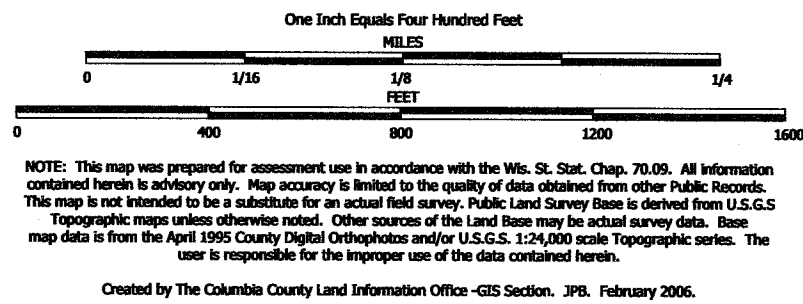 One Inch Equals Four Hundred Feet
MILES
0 1/16 1/8 1/4
FEET
0 400 800 1200 1600
NOTE: This map was prepared for assessment use in accordance with the Wis. St. Stat. Chap. 70.09. All information
contained herein is advisory only. Map accuracy is limited to the quality of data obtained from other Public Records.
This map is not intended to be a substitute for an actual field survey. Public Land Survey Base is derived from U.S.G.S
Topographic maps unless otherwise noted. Other sources of the Land Base may be actual survey data. Base
map data is from the April 1995 County Digital Orthophotos and/or U.S.G.S. 1:24,000 scale Topographic series. The
user is responsible for the improper use of the data contained herein.
Created by The Columbia County Land Information Office -GIS Section. JPB. February 2006.